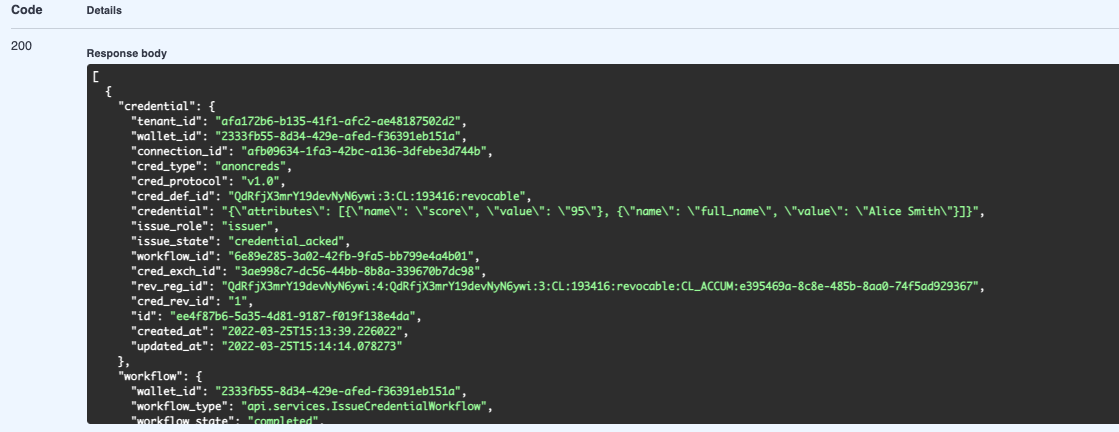 Code Details
200
Response body
[
{
"credential": {
"tenant_id": "afa172b6-b135-41f1-afc2-ae48187502d2",
"wallet_id": "2333fb55-8d34-429e-afed-f36391eb151a",
"connection_id": "afb09634-1fa3-42bc-a136-3dfebe3d744b",
"cred_type": "anoncreds",
"cred_protocol": "v1.0",
"cred_def_id": "QdRfjX3mrY19devNyN6ywi:3:CL:193416:revocable",
"credential": "{\"attributes\": [{\"name\": \"score\", \"value\": \"95\"}, {\"name\": \"full_name\", \"value\": \"Alice Smith\"}]}",
"issue_role": "issuer",
"issue_state": "credential_acked",
"workflow_id": "6e89e285-3a02-42fb-9fa5-bb799e4a4b01",
"cred_exch_id": "3ae998c7-dc56-44bb-8b8a-339670b7dc98",
"rev_reg_id": "QdRfjX3mrY19devNyN6ywi:4:QdRfjX3mrY19devNyN6ywi:3:CL:193416:revocable:CL_ACCUM:e395469a-8c8e-485b-8aa0-74f5ad929367",
"cred_rev_id": "1",
"id": "ee4f87b6-5a35-4d81-9187-f019f138e4da",
"created_at": "2022-03-25T15:13:39.226022",
"updated_at": "2022-03-25T15:14:14.078273"
},
"workflow": {
"wallet_id": "2333fb55-8d34-429e-afed-f36391eb151a",
"workflow_type": "api.services.IssueCredentialWorkflow",
"workflow_state": "completed",